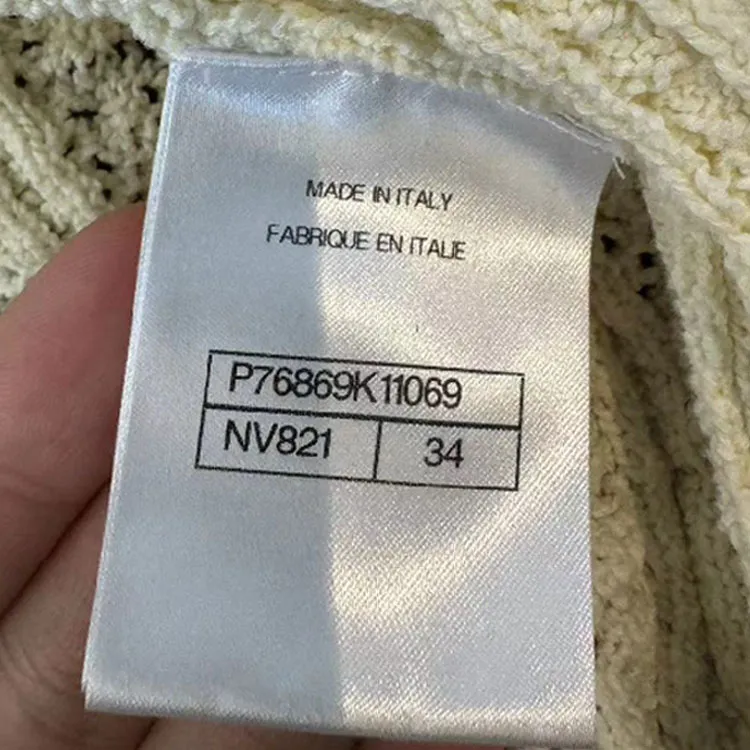 MADE IN ITALY
FABRIQUE EN ITALIE
P76869K11069
NV821 34